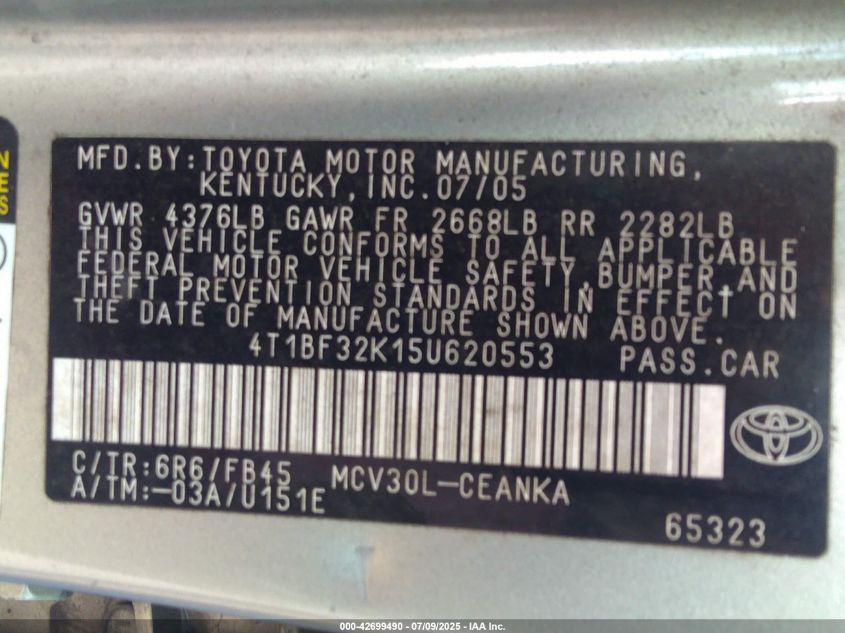 MFD.BY:TOYOTA MOTOR MANUFACTURING,
KENTUCKY,INC.07/05
GVWR 4376LB GAWR FR 2668LB RR 2282LB
THIS VEHICLE CONFORMS TO ALL APPLICABLE
FEDERAL MOTOR VEHICLE SAFETY,BUMPER,AND
THEFT PREVENTION STANDARDS IN EFFECT ON
THE DATE OF MANUFACTURE SHOWN ABOVE.
4T1BF32K15U620553 PASS.CAR
C/TR:6R6/FB45 MCV30L-CEANKA
A/TM:-03A/U151E
65323
000-42699490 - 07/09/2025 - IAA Inc.